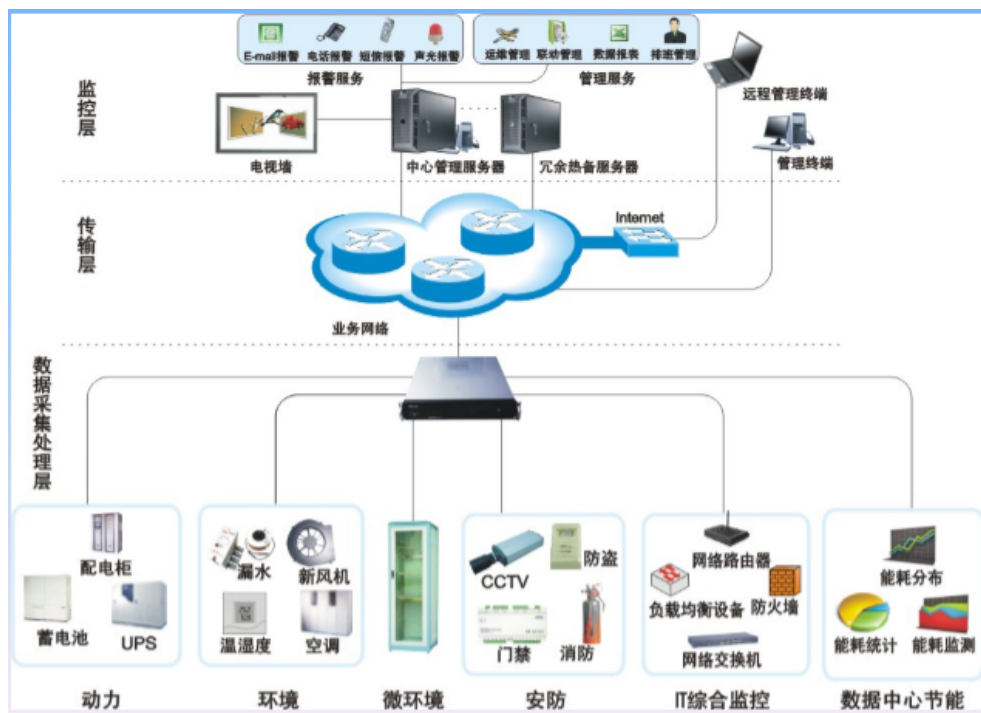 E-mail报警 电话报警 短信报警 声光报警
报警服务
运维管理 联动管理 数据报表 排班管理
管理服务
远程管理终端
监控层
电视墙
中心管理服务器
冗余热备服务器
管理终端
传输层
Internet
业务网络
数据采集处理层
配电柜
蓄电池
UPS
动力
漏水
新风机
温湿度
空调
环境
微环境
CCTV
防盗
门禁
消防
安防
网络路由器
负载均衡设备
防火墙
网络交换机
IT综合监控
能耗分布
能耗统计
能耗监测
数据中心节能